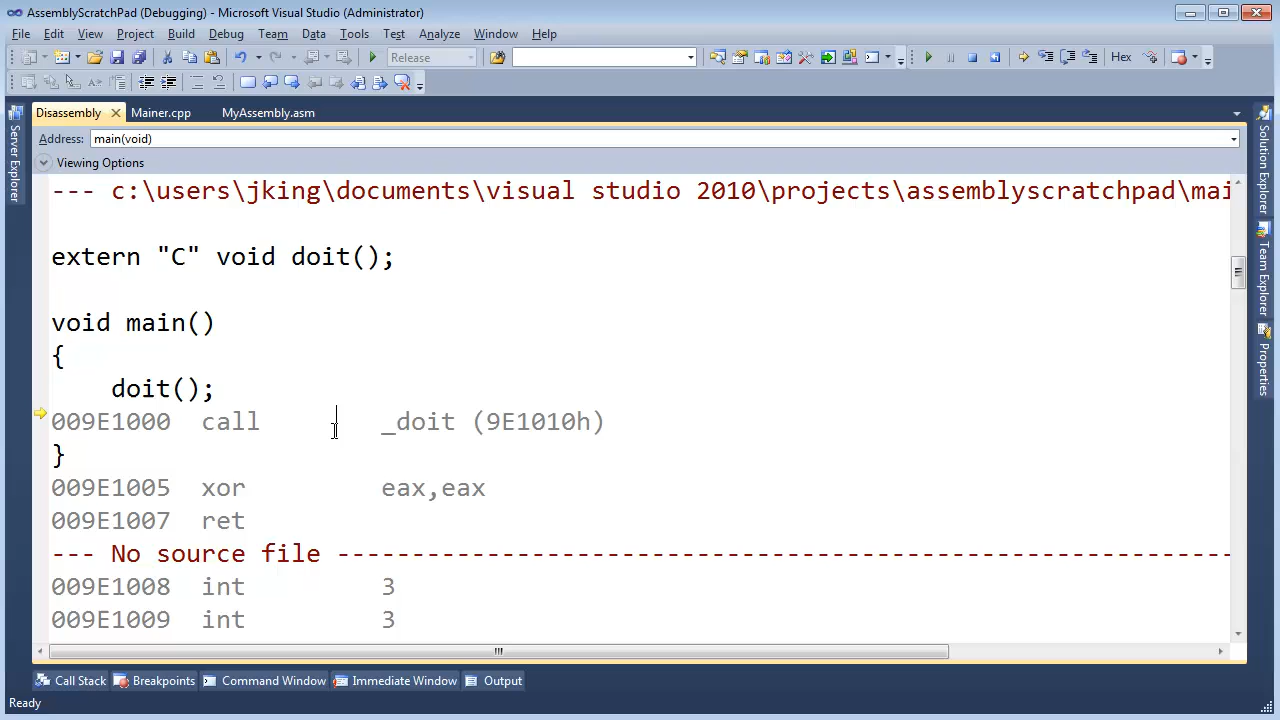 AssemblyScratchPad (Debugging) - Microsoft Visual Studio (Administrator)
File Edit View Project Build Debug Team Data Tools Test Analyze Window Help
Release Hex
Disassembly Mainer.cpp MyAssembly.asm
Address: main(void)
Viewing Options
--- c:\users\jking\documents\visual studio 2010\projects\assemblyscratchpad\mai
extern "C" void doit();
void main()
{
doit();
009E1000 call _doit (9E1010h)
}
009E1005 xor eax,eax
009E1007 ret
--- No source file ------------------------------------------------------------
009E1008 int 3
009E1009 int 3
Server Explorer
Solution Explorer
Team Explorer
Properties
Call Stack Breakpoints Command Window Immediate Window Output
Ready